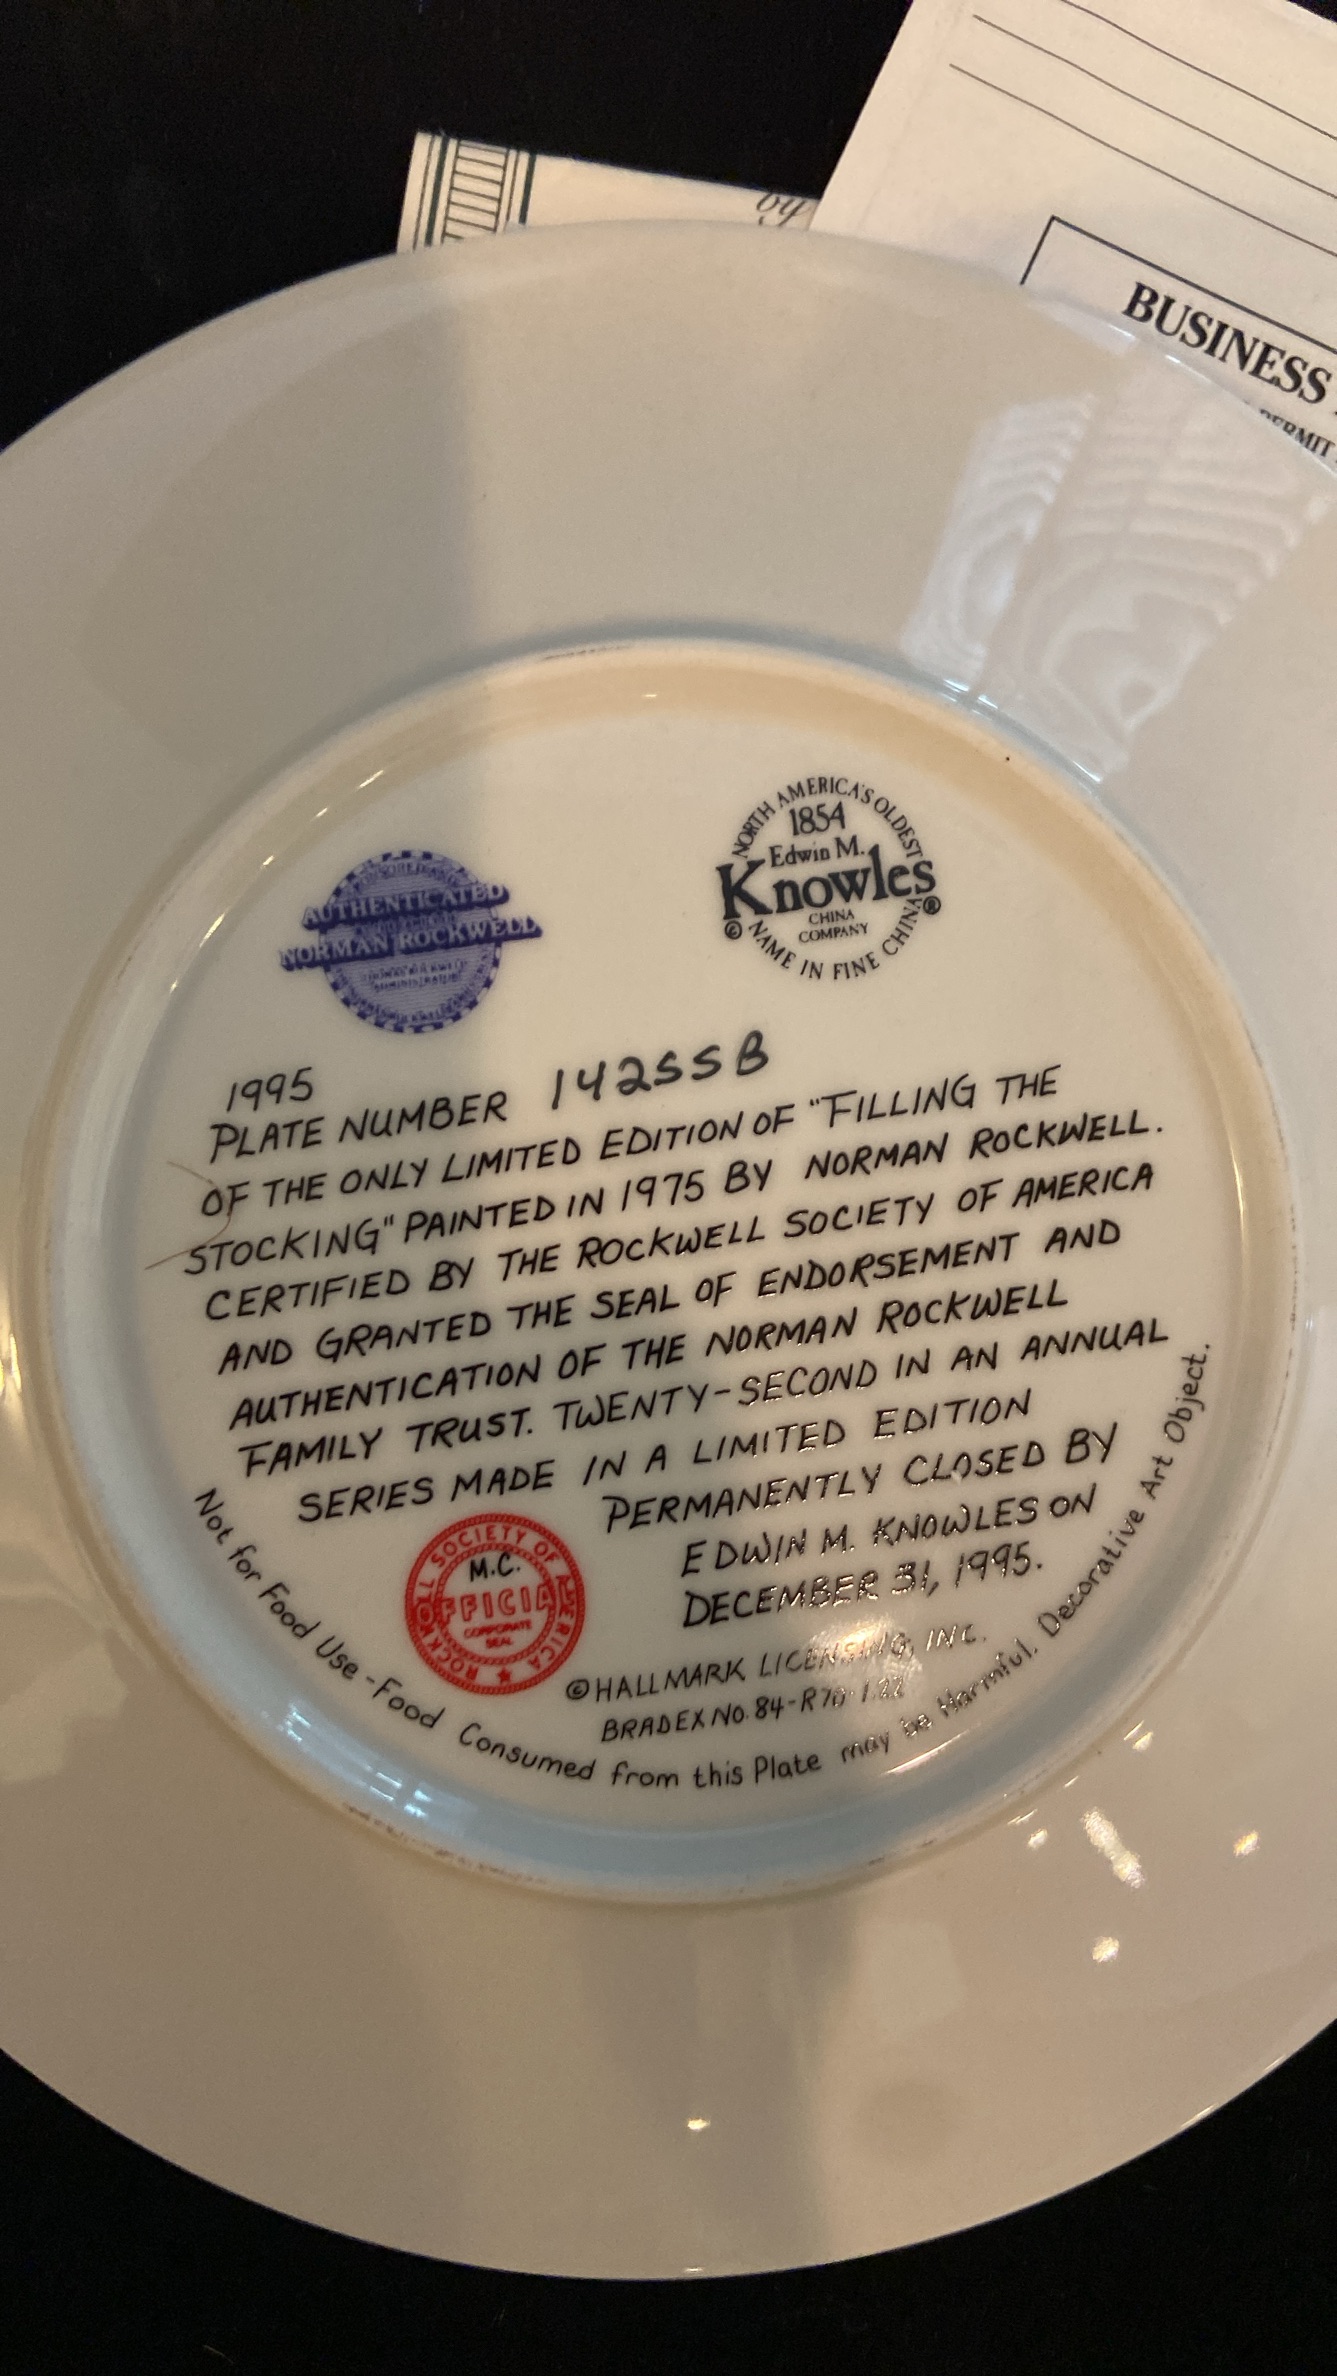 by
BUSINESS
PERMIT
NORTH AMERICA'S OLDEST
1854
Edwin M.
Knowles
CHINA
COMPANY
© NAME IN FINE CHINA ®
AUTHENTICATED
NORMAN ROCKWELL
1995
PLATE NUMBER 142SSB
OF THE ONLY LIMITED EDITION OF "FILLING THE
STOCKING" PAINTED IN 1975 BY NORMAN ROCKWELL.
CERTIFIED BY THE ROCKWELL SOCIETY OF AMERICA
AND GRANTED THE SEAL OF ENDORSEMENT AND
AUTHENTICATION OF THE NORMAN ROCKWELL
FAMILY TRUST. TWENTY-SECOND IN AN ANNUAL
SERIES MADE IN A LIMITED EDITION
PERMANENTLY CLOSED BY
EDWIN M. KNOWLES ON
DECEMBER 31, 1995.
ROCKWELL SOCIETY OF AMERICA
M.C.
OFFICIAL
CORPORATE
SEAL
©HALLMARK LICENSING, INC.
BRADEX NO. 84-R70-1.22
Not for Food Use - Food Consumed from this Plate may be Harmful. Decorative Art Object.